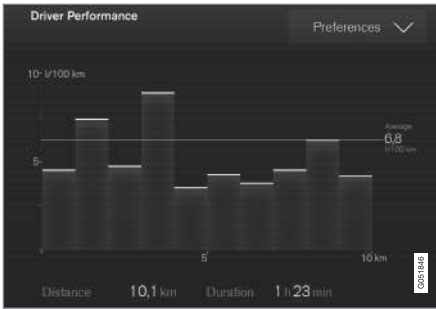 Driver Performance
Preferences
10- l/100 km
Average
6,8
l/100 km
5-
5
10 km
Distance 10,1 km Duration 1 h 23 min
G051846